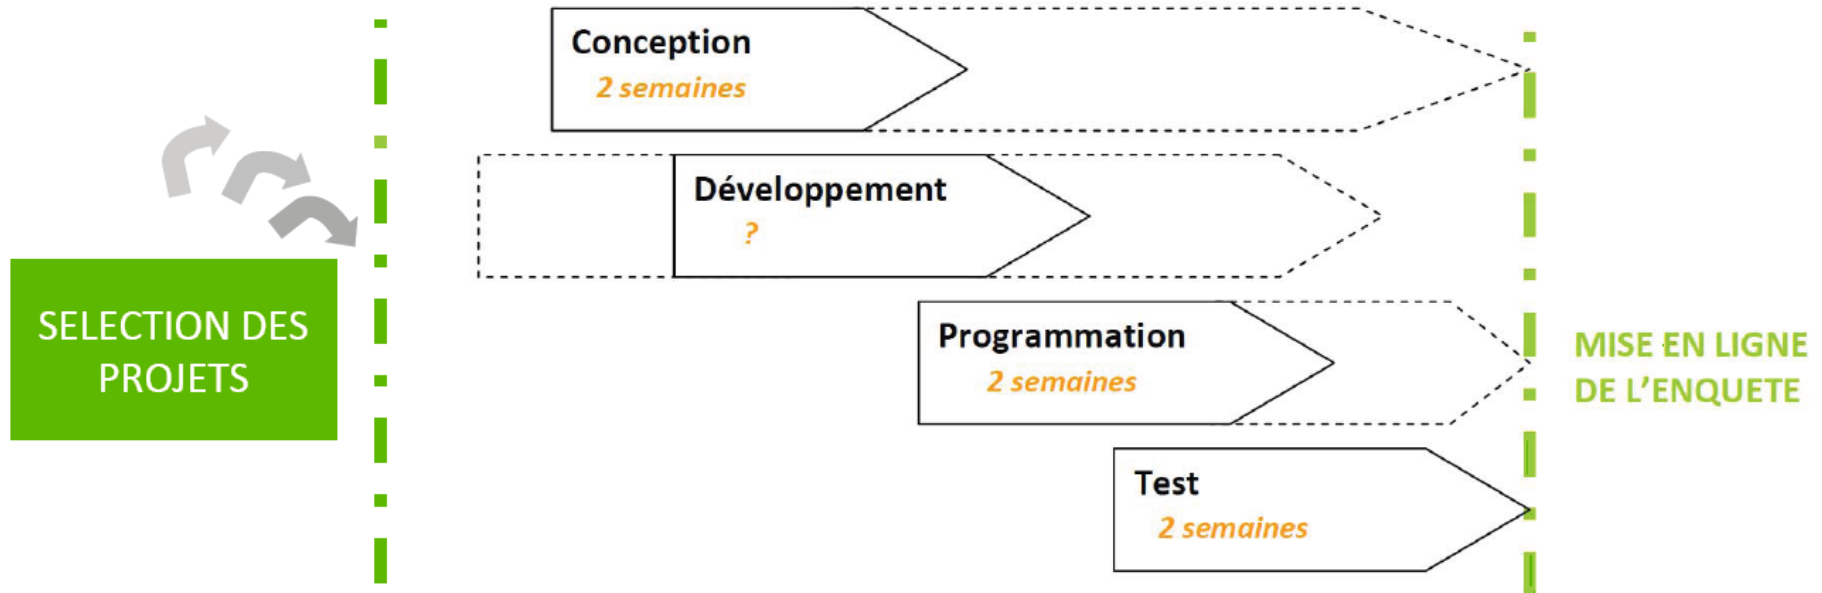 Conception
2 semaines
Développement
?
SELECTION DES
PROJETS
Programmation
2 semaines
MISE EN LIGNE
DE L'ENQUETE
Test
2 semaines